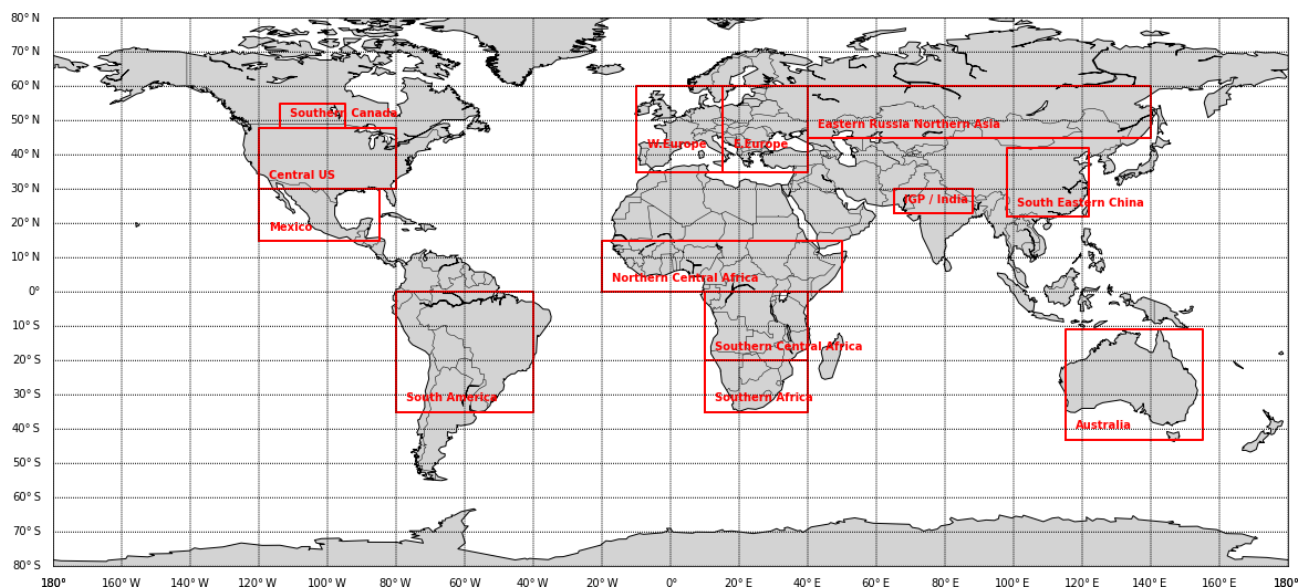 80° N
70° N
60° N
50° N
40° N
30° N
20° N
10° N
0°
10° S
20° S
30° S
40° S
50° S
60° S
70° S
80° S
Southern Canada
Central US
Mexico
South America
W.Europe
E.Europe
Eastern Russia Northern Asia
IGP / India
South Eastern China
Northern Central Africa
Southern Central Africa
Southern Africa
Australia
180° 160° W 140° W 120° W 100° W 80° W 60° W 40° W 20° W 0° 20° E 40° E 60° E 80° E 100° E 120° E 140° E 160° E 180°